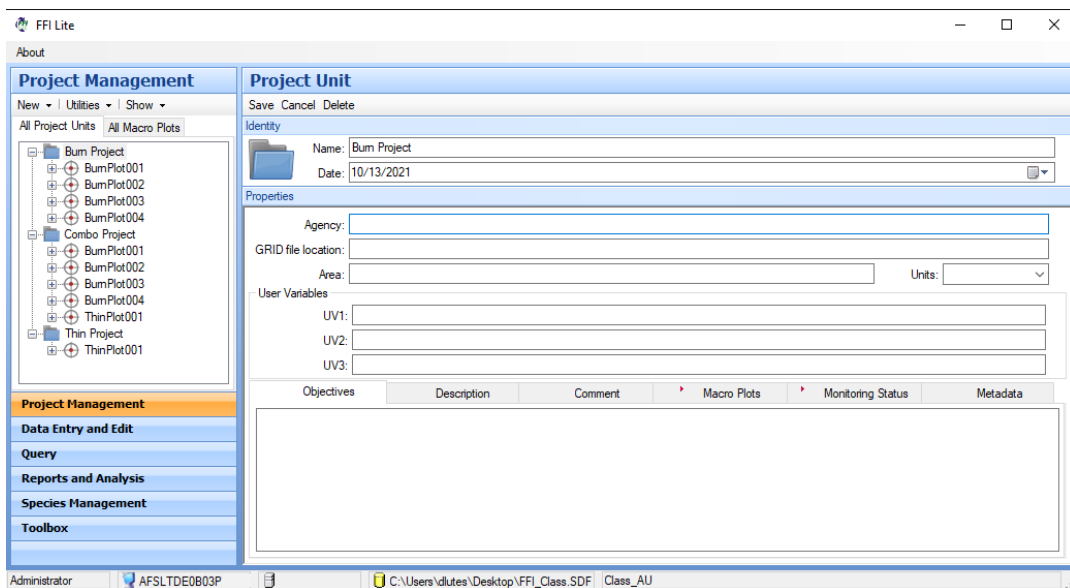 FFI Lite
About
Project Management
New Utilities Show
All Project Units All Macro Plots
Burn Project
BurnPlot001
BurnPlot002
BurnPlot003
BurnPlot004
Combo Project
BurnPlot001
BurnPlot002
BurnPlot003
BurnPlot004
ThinPlot001
Thin Project
ThinPlot001
Project Management
Data Entry and Edit
Query
Reports and Analysis
Species Management
Toolbox
Project Unit
Save Cancel Delete
Identity
Name: Burn Project
Date: 10/13/2021
Properties
Agency:
GRID file location:
Area: Units:
User Variables
UV1:
UV2:
UV3:
Objectives Description Comment Macro Plots Monitoring Status Metadata
Administrator AFSLTDE0B03P C:\Users\dlutes\Desktop\FFI_Class.SDF Class_AU